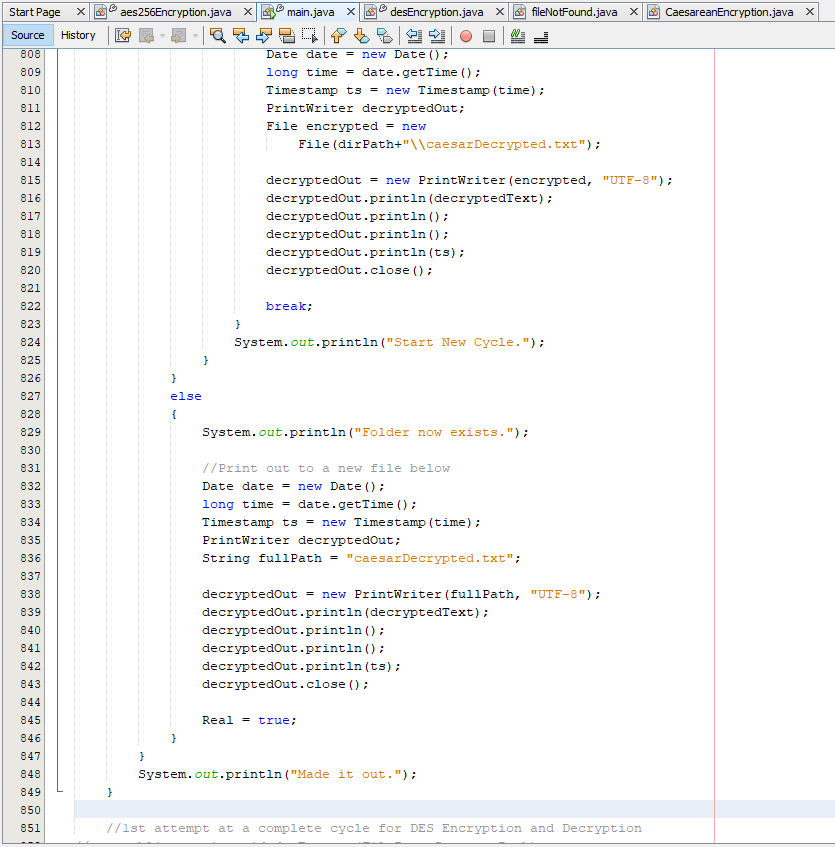 Start Page aes256Encryption.java main.java desEncryption.java fileNotFound.java CaesareanEncryption.java
Source History
808 Date date = new Date();
809 long time = date.getTime();
810 Timestamp ts = new Timestamp(time);
811 PrintWriter decryptedOut;
812 File encrypted = new
813 File(dirPath+"\\caesarDecrypted.txt");
814
815 decryptedOut = new PrintWriter(encrypted, "UTF-8");
816 decryptedOut.println(decryptedText);
817 decryptedOut.println();
818 decryptedOut.println();
819 decryptedOut.println(ts);
820 decryptedOut.close();
821
822 break;
823 }
824 System.out.println("Start New Cycle.");
825 }
826 }
827 else
828 {
829 System.out.println("Folder now exists.");
830
831 //Print out to a new file below
832 Date date = new Date();
833 long time = date.getTime();
834 Timestamp ts = new Timestamp(time);
835 PrintWriter decryptedOut;
836 String fullPath = "caesarDecrypted.txt";
837
838 decryptedOut = new PrintWriter(fullPath, "UTF-8");
839 decryptedOut.println(decryptedText);
840 decryptedOut.println();
841 decryptedOut.println();
842 decryptedOut.println(ts);
843 decryptedOut.close();
844
845 Real = true;
846 }
847 }
848 System.out.println("Made it out.");
849 }
850
851 //1st attempt at a complete cycle for DES Encryption and Decryption